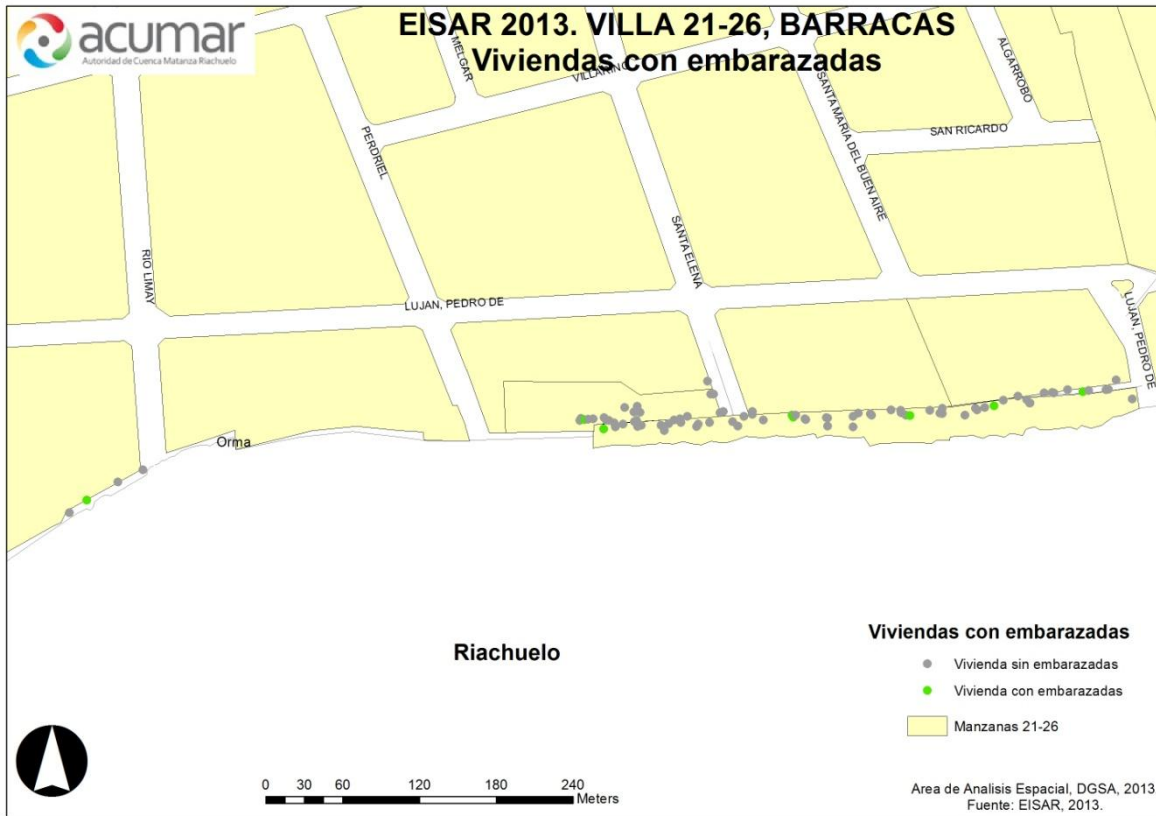 acumar
Autoridad de Cuenca Matanza Riachuelo
EISAR 2013. VILLA 21-26, BARRACAS
Viviendas con embarazadas
MELGAR
VILLARINO
ALGARROBO
SANTA MARIA DEL BUEN AIRE
SAN RICARDO
PERDRIEL
SANTA ELENA
RIO LIMAY
LUJAN, PEDRO DE
LUJAN, PEDRO DE
Orma
Riachuelo
Viviendas con embarazadas
Vivienda sin embarazadas
Vivienda con embarazadas
Manzanas 21-26
0 30 60 120 180 240
Meters
Area de Analisis Espacial, DGSA, 2013
Fuente: EISAR, 2013.